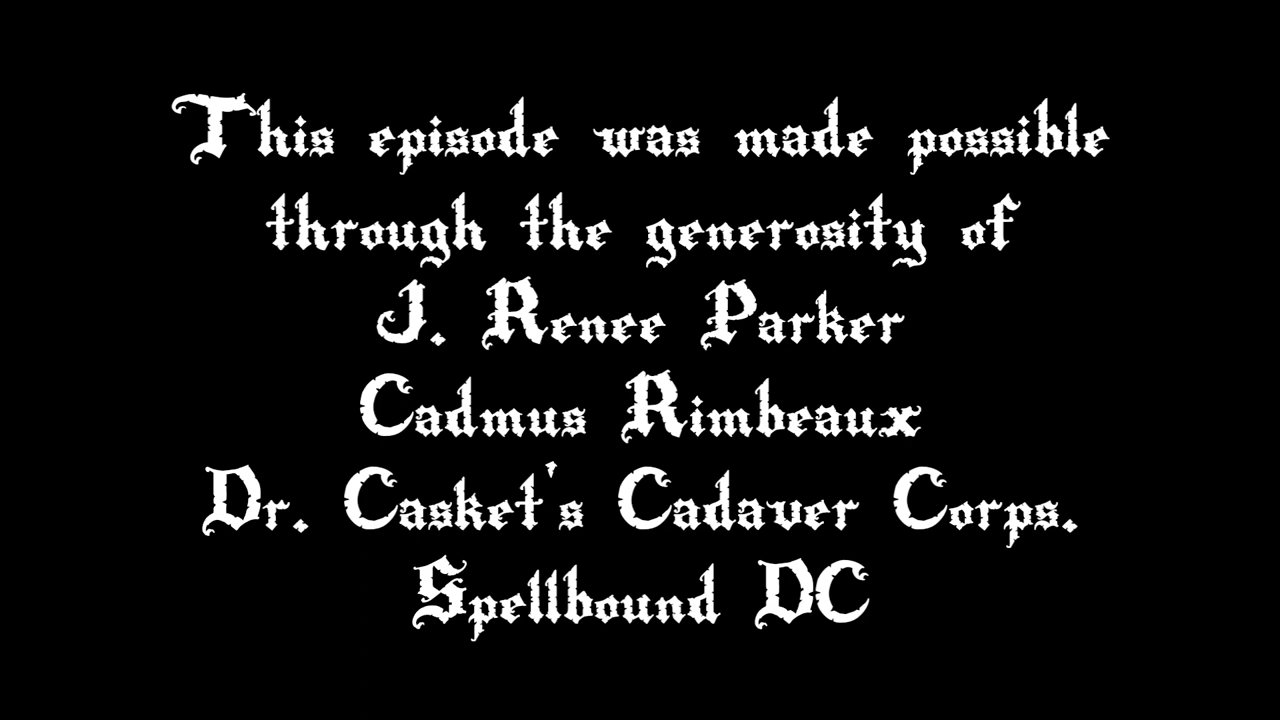 This episode was made possible
through the generosity of
J. Renee Parker
Cadmus Rimbeaux
Dr. Casket's Cadaver Corps.
Spellbound DC